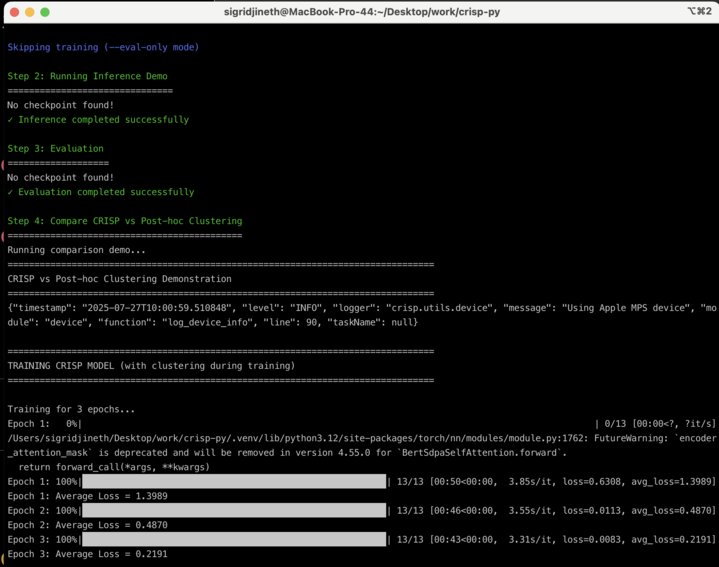 sigridjineth@MacBook-Pro-44:~/Desktop/work/crisp-py
⌥⌘2
Skipping training (--eval-only mode)
Step 2: Running Inference Demo
===============================
No checkpoint found!
✓ Inference completed successfully
Step 3: Evaluation
===================
No checkpoint found!
✓ Evaluation completed successfully
Step 4: Compare CRISP vs Post-hoc Clustering
============================================
Running comparison demo...
================================================================================
CRISP vs Post-hoc Clustering Demonstration
================================================================================
{"timestamp": "2025-07-27T10:00:59.510848", "level": "INFO", "logger": "crisp.utils.device", "message": "Using Apple MPS device", "mo
dule": "device", "function": "log_device_info", "line": 90, "taskName": null}
================================================================================
TRAINING CRISP MODEL (with clustering during training)
================================================================================
Training for 3 epochs...
Epoch 1:   0%|                                                         | 0/13 [00:00<?, ?it/s]
/Users/sigridjineth/Desktop/work/crisp-py/.venv/lib/python3.12/site-packages/torch/nn/modules/module.py:1762: FutureWarning: `encoder
_attention_mask` is deprecated and will be removed in version 4.55.0 for `BertSdpaSelfAttention.forward`.
  return forward_call(*args, **kwargs)
Epoch 1: 100%|█████████████████████████████████████████| 13/13 [00:50<00:00,  3.85s/it, loss=0.6308, avg_loss=1.3989]
Epoch 1: Average Loss = 1.3989
Epoch 2: 100%|█████████████████████████████████████████| 13/13 [00:46<00:00,  3.55s/it, loss=0.0113, avg_loss=0.4870]
Epoch 2: Average Loss = 0.4870
Epoch 3: 100%|█████████████████████████████████████████| 13/13 [00:43<00:00,  3.31s/it, loss=0.0083, avg_loss=0.2191]
Epoch 3: Average Loss = 0.2191